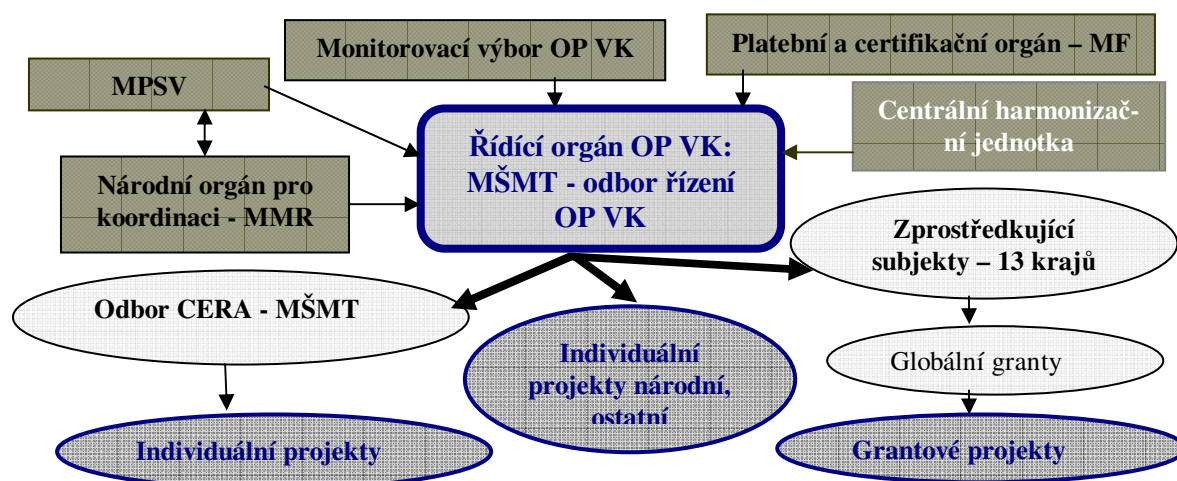 Monitorovací výbor OP VK
Platební a certifikační orgán – MF
MPSV
Centrální harmonizač-
ní jednotka
Řídící orgán OP VK:
MŠMT - odbor řízení
OP VK
Národní orgán pro
koordinaci - MMR
Zprostředkující
subjekty – 13 krajů
Odbor CERA - MŠMT
Individuální
projekty národní,
ostatní
Globální granty
Individuální projekty
Grantové projekty